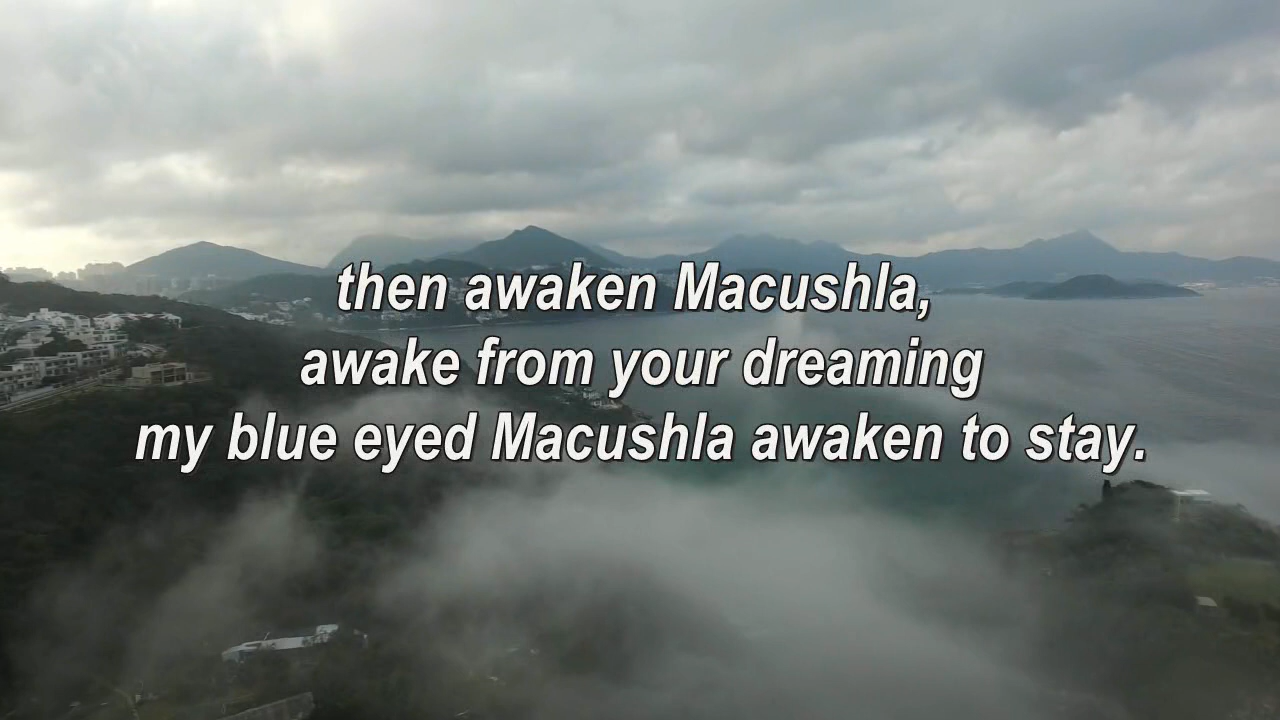 then awaken Macushla,
awake from your dreaming
my blue eyed Macushla awaken to stay.